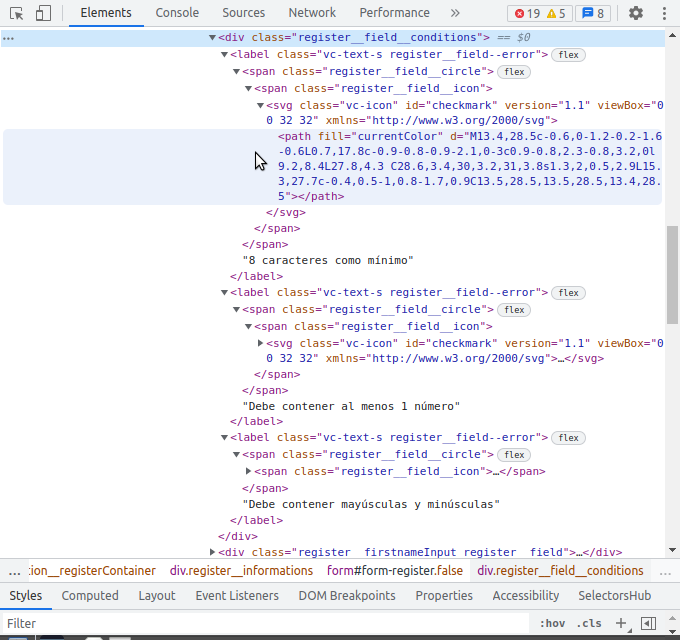 Elements Console Sources Network Performance » 19 5 8
... <div class="register__field__conditions"> == $0
<label class="vc-text-s register__field--error"> flex
<span class="register__field__circle"> flex
<span class="register__field__icon">
<svg class="vc-icon" id="checkmark" version="1.1" viewBox="0
0 32 32" xmlns="http://www.w3.org/2000/svg">
<path fill="currentColor" d="M13.4,28.5c-0.6,0-1.2-0.2-1.6
-0.6L0.7,17.8c-0.9-0.8-0.9-2.1,0-3c0.9-0.8,2.3-0.8,3.2,0l
9.2,8.4L27.8,4.3 C28.6,3.4,30,3.2,31,3.8s1.3,2,0.5,2.9L15.
3,27.7c-0.4,0.5-1,0.8-1.7,0.9C13.5,28.5,13.5,28.5,13.4,28.
5"></path>
</svg>
</span>
</span>
"8 caracteres como mínimo"
</label>
<label class="vc-text-s register__field--error"> flex
<span class="register__field__circle"> flex
<span class="register__field__icon">
<svg class="vc-icon" id="checkmark" version="1.1" viewBox="0
0 32 32" xmlns="http://www.w3.org/2000/svg">…</svg>
</span>
</span>
"Debe contener al menos 1 número"
</label>
<label class="vc-text-s register__field--error"> flex
<span class="register__field__circle"> flex
<span class="register__field__icon">…</span>
</span>
"Debe contener mayúsculas y minúsculas"
</label>
</div>
<div class="register__firstnameInput register__field">…</div>
... tion__registerContainer div.register__informations form#form-register.false div.register__field__conditions ...
Styles Computed Layout Event Listeners DOM Breakpoints Properties Accessibility SelectorsHub
Filter :hov .cls +